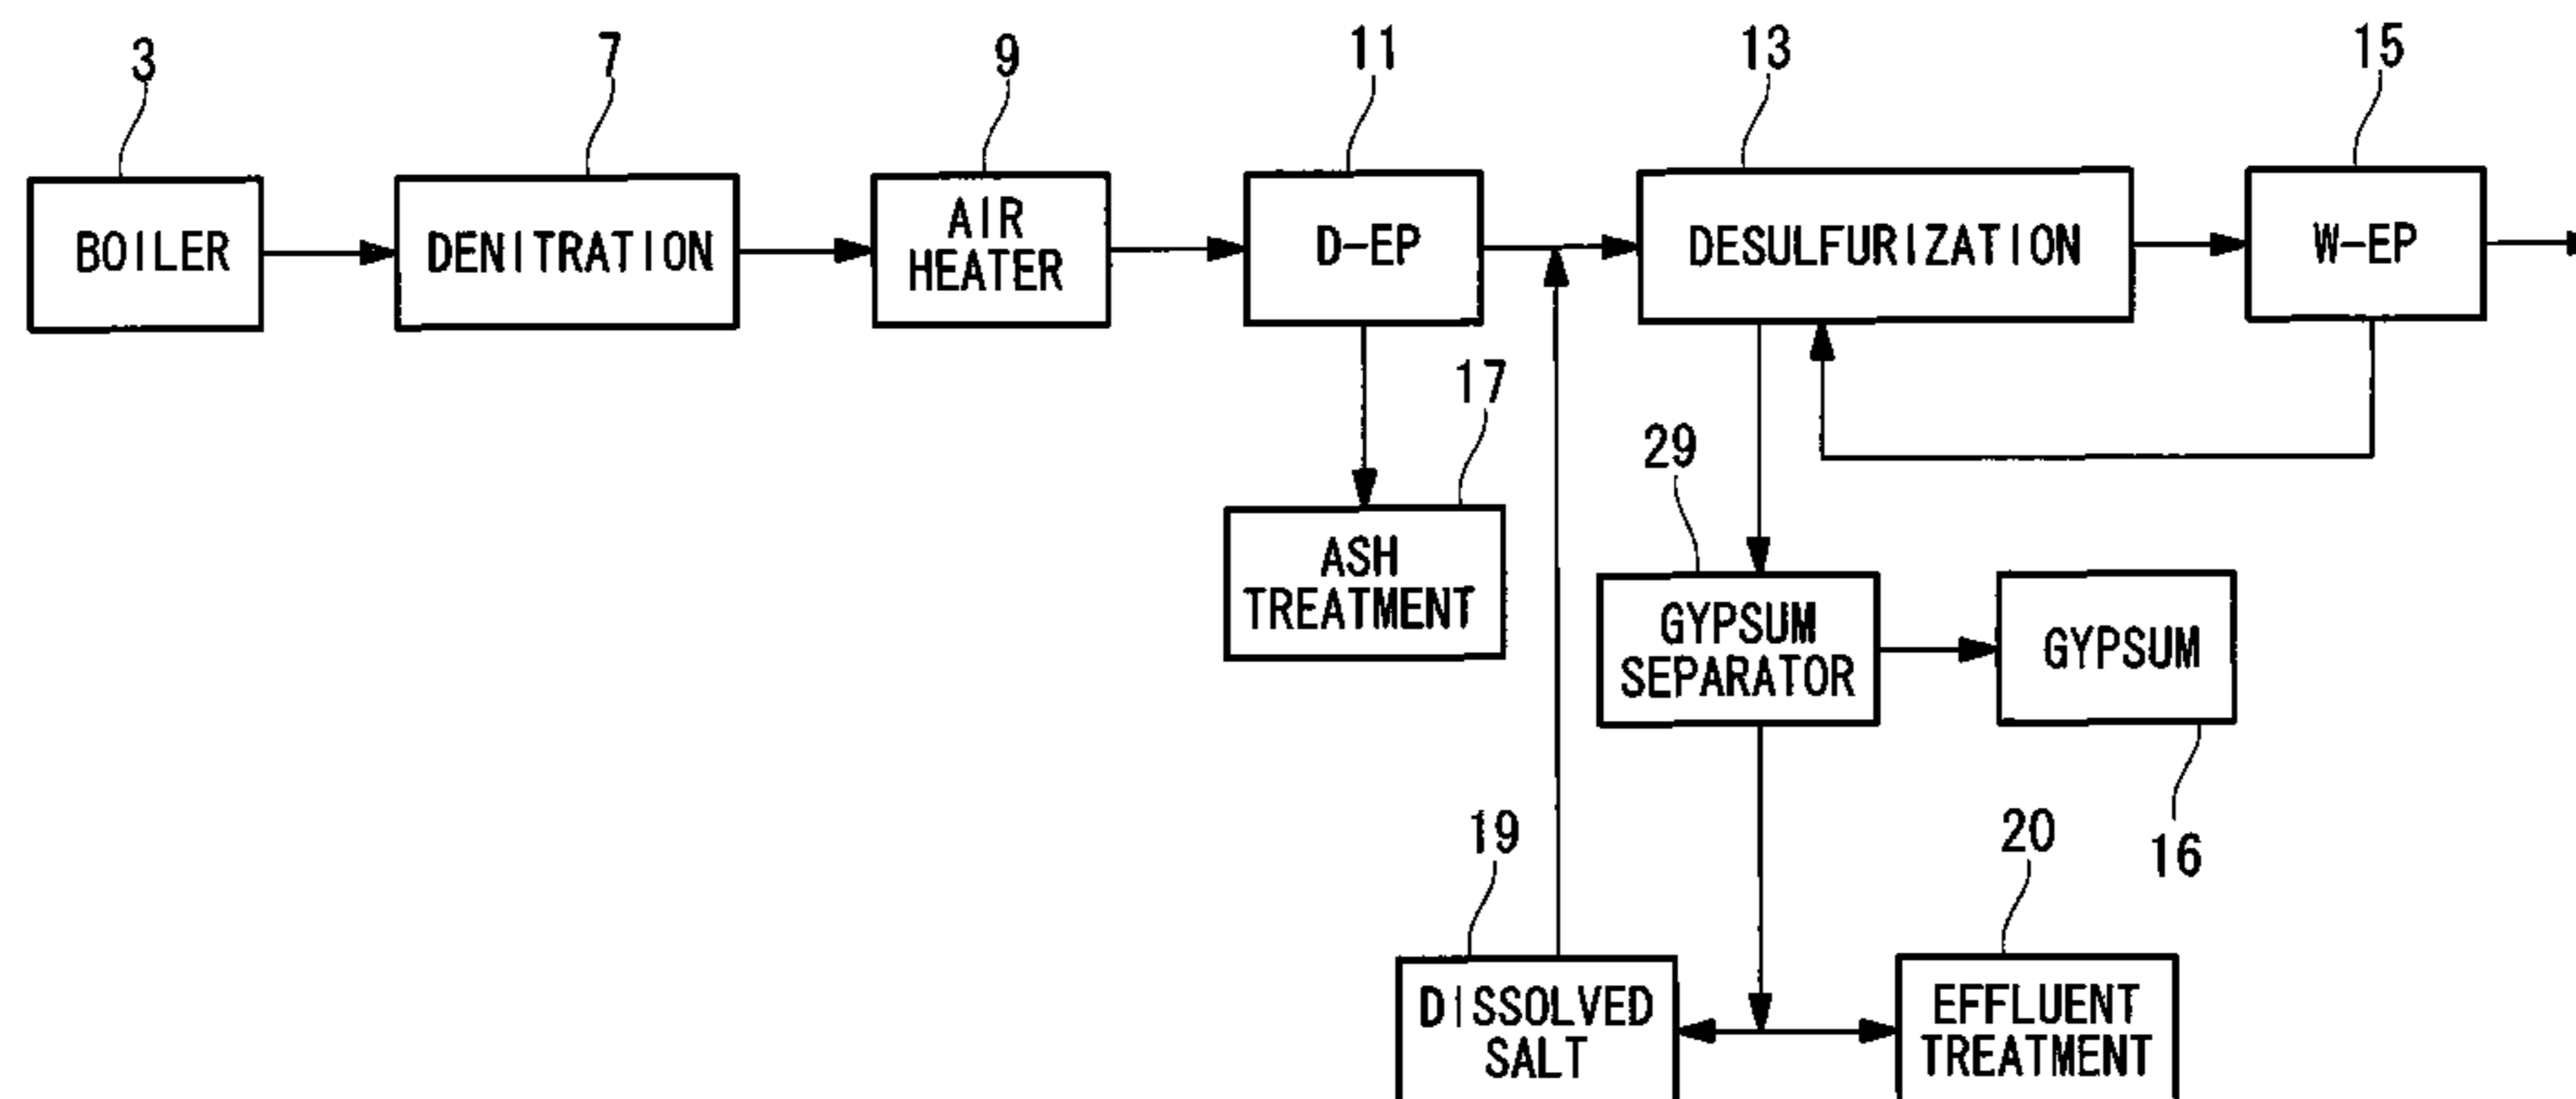 3
7
9
11
13
15
BOILER
DENITRATION
AIR
HEATER
D-EP
DESULFURIZATION
W-EP
17
29
ASH
TREATMENT
GYPSUM
SEPARATOR
GYPSUM
16
19
20
DISSOLVED
SALT
EFFLUENT
TREATMENT